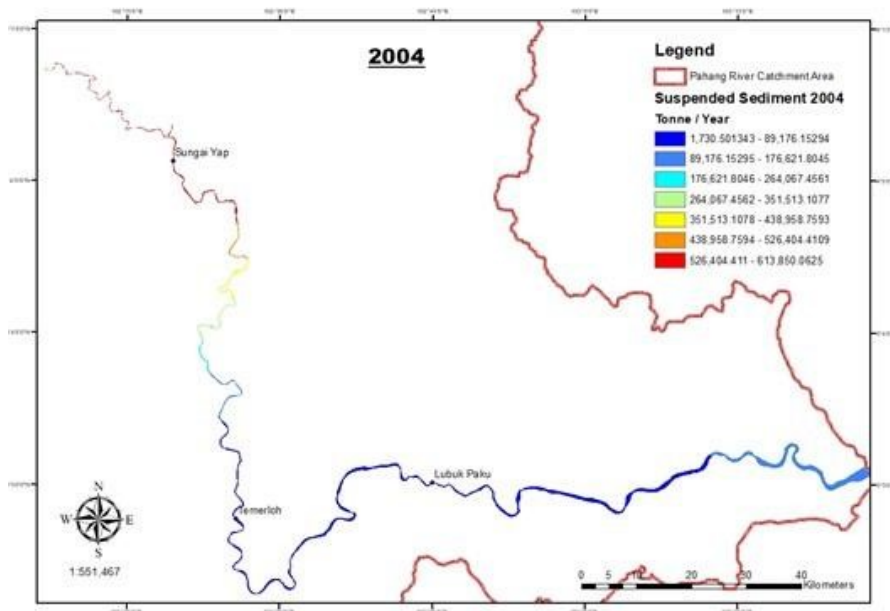 2004
Legend
Pahang River Catchment Area
Suspended Sediment 2004
Tonne / Year
1,730.501343 - 89,176.15294
89,176.15295 - 176,621.8045
176,621.8046 - 264,067.4561
264,067.4562 - 351,513.1077
351,513.1078 - 438,958.7593
438,958.7594 - 526,404.4109
526,404.411 - 613,850.0625
Sungai Yap
Lubuk Paku
Temerloh
N
W E
S
1:551,467
0 5 10 20 30 40
Kilometers